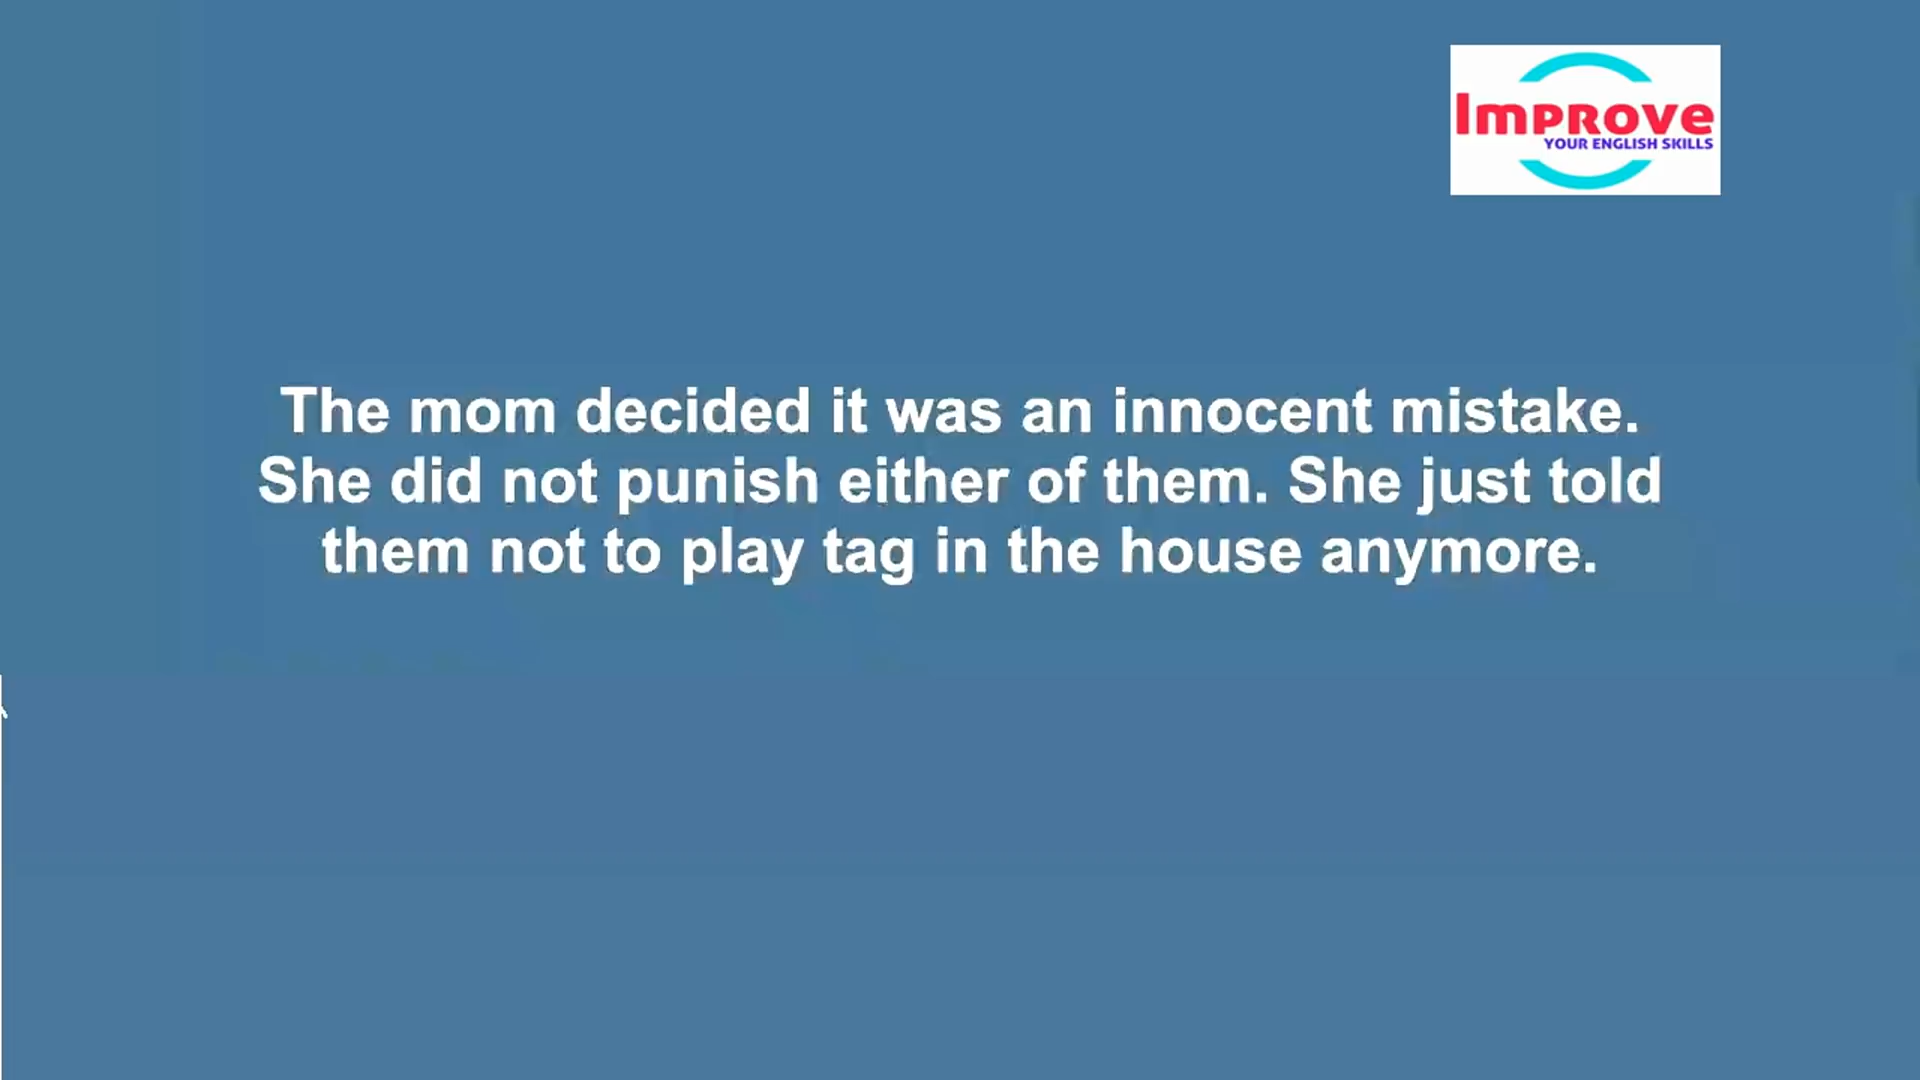 Improve
YOUR ENGLISH SKILLS
The mom decided it was an innocent mistake.
She did not punish either of them. She just told
them not to play tag in the house anymore.